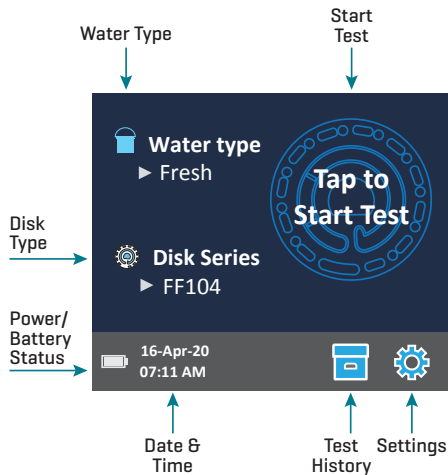 Water Type
Start
Test
Water type
▶ Fresh
Tap to
Start Test
Disk
Type
Disk Series
▶ FF104
Power/
Battery
Status
16-Apr-20
07:11 AM
Date &
Time
Test
History
Settings